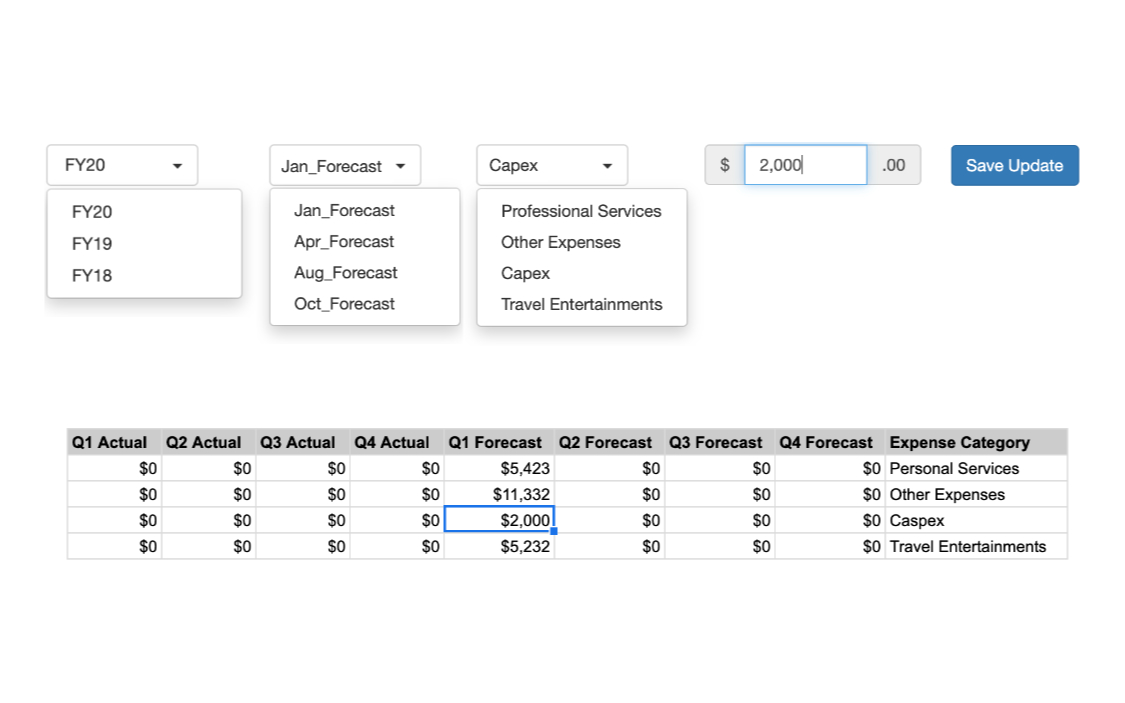 FY20 Jan_Forecast Capex $ 2,000 .00 Save Update
FY20
FY19
FY18
Jan_Forecast
Apr_Forecast
Aug_Forecast
Oct_Forecast
Professional Services
Other Expenses
Capex
Travel Entertainments
Q1 Actual Q2 Actual Q3 Actual Q4 Actual Q1 Forecast Q2 Forecast Q3 Forecast Q4 Forecast Expense Category
$0 $0 $0 $0 $5,423 $0 $0 $0 Personal Services
$0 $0 $0 $0 $11,332 $0 $0 $0 Other Expenses
$0 $0 $0 $0 $2,000 $0 $0 $0 Caspex
$0 $0 $0 $0 $5,232 $0 $0 $0 Travel Entertainments